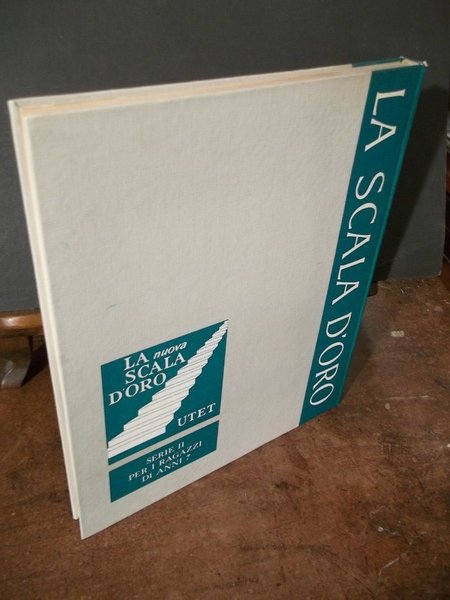 LA SCALA D'ORO
LA nuova
SCALA
D'ORO
UTET
SERIE II
PER I RAGAZZI
DI ANNI 7